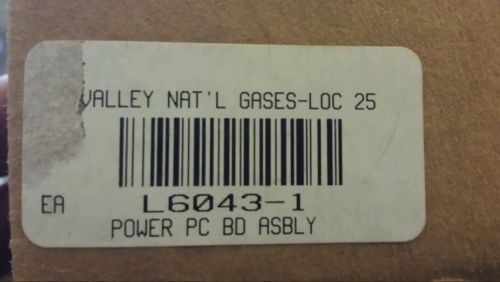 VALLEY NAT'L GASES-LOC 25
EA L6043-1
POWER PC BD ASBLY